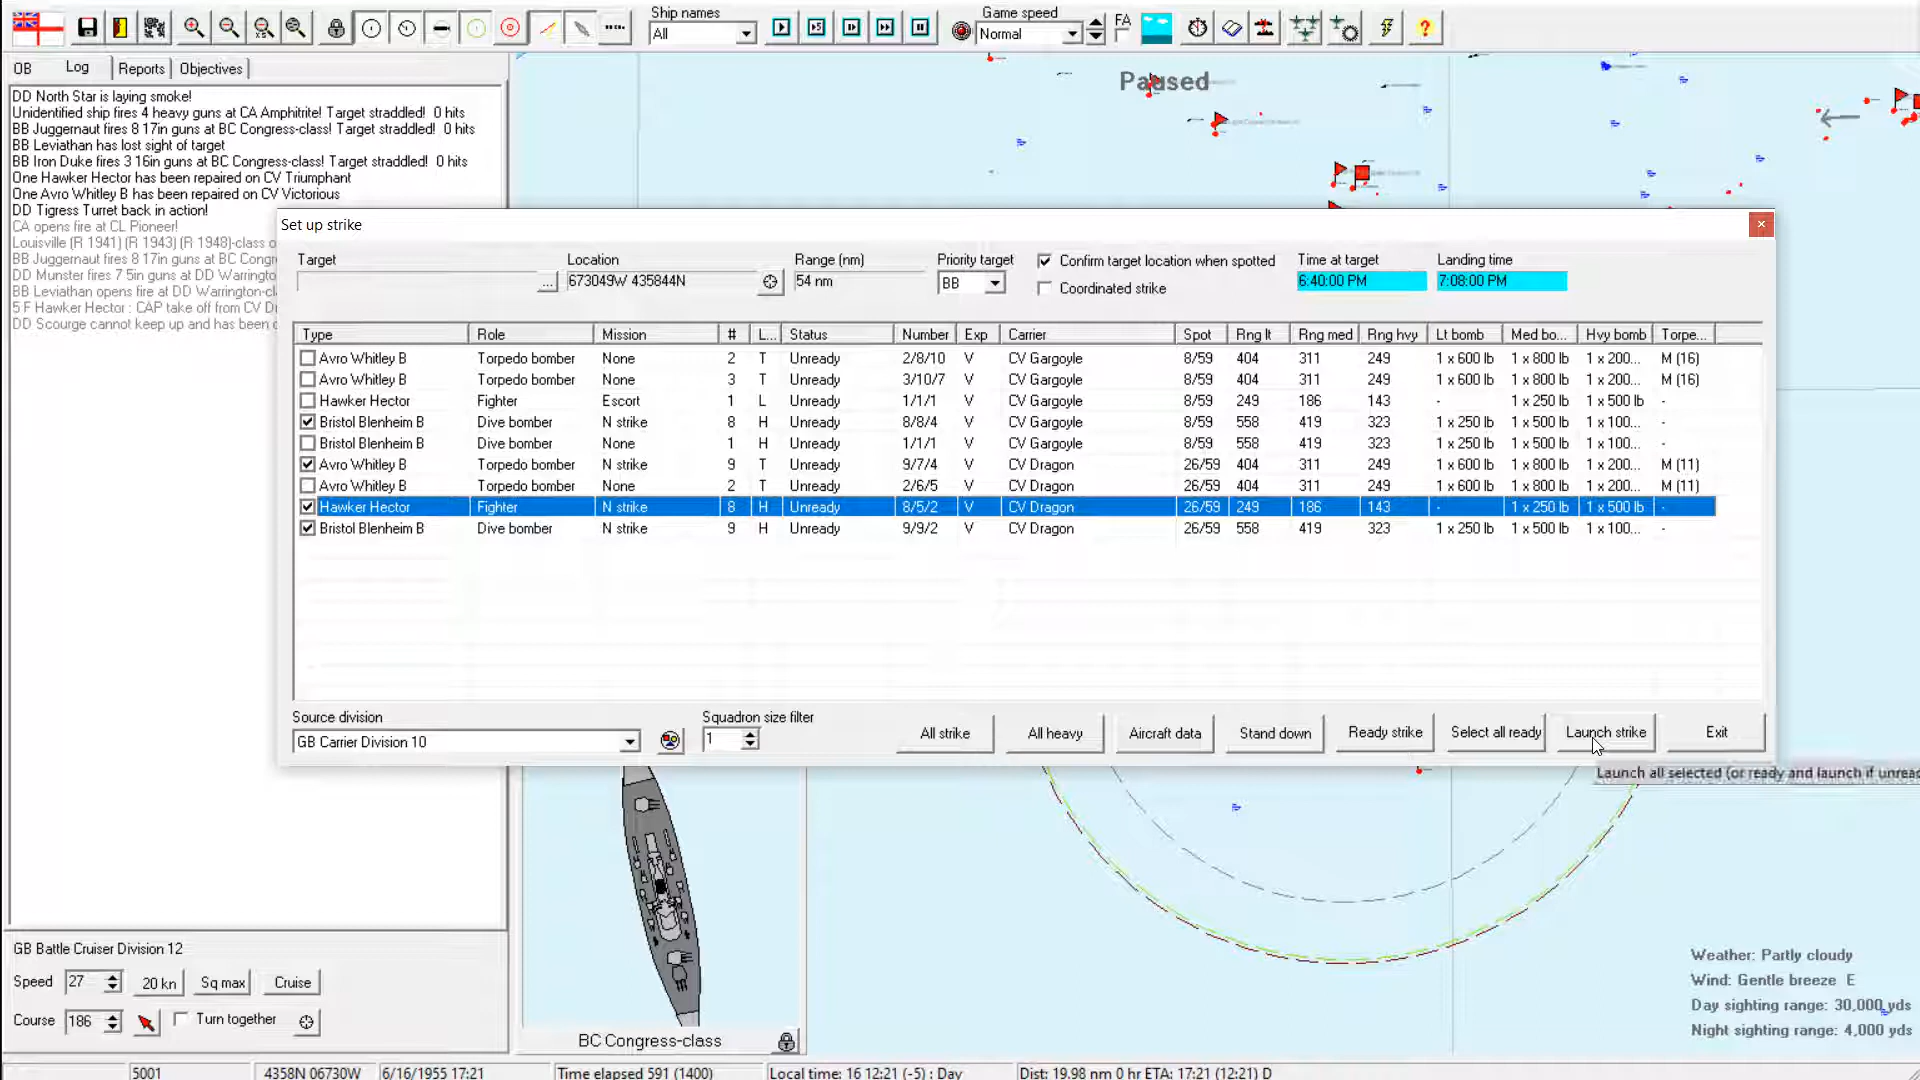 Ship names
All
Game speed
Normal
FA
OB
Log
Reports
Objectives
Paused
DD North Star is laying smoke!
Unidentified ship fires 4 heavy guns at CA Amphitrite! Target straddled!  0 hits
BB Juggernaut fires 8 17in guns at BC Congress-class! Target straddled!  0 hits
BB Leviathan has lost sight of target
BB Iron Duke fires 3 16in guns at BC Congress-class! Target straddled!  0 hits
One Hawker Hector has been repaired on CV Triumphant
One Avro Whitley B has been repaired on CV Victorious
DD Tigress Turret back in action!
CA opens fire at CL Pioneer!
Louisville (R 1941) (R 1943) (R 1948)-class o
BB Juggernaut fires 8 17in guns at BC Congr
DD Munster fires 7 5in guns at DD Warringto
BB Leviathan opens fire at DD Warrington-cl
5 F Hawker Hector : CAP take off from CV D
DD Scourge cannot keep up and has been
Set up strike
Target
Location
Range (nm)
Priority target
Confirm target location when spotted
Time at target
Landing time
...
673049W 435844N
54 nm
BB
Coordinated strike
6:40:00 PM
7:08:00 PM
Type Role Mission # L... Status Number Exp Carrier Spot Rng lt Rng med Rng hvy Lt bomb Med bo... Hvy bomb Torpe...
Avro Whitley B Torpedo bomber None 2 T Unready 2/8/10 V CV Gargoyle 8/59 404 311 249 1 x 600 lb 1 x 800 lb 1 x 200... M (16)
Avro Whitley B Torpedo bomber None 3 T Unready 3/10/7 V CV Gargoyle 8/59 404 311 249 1 x 600 lb 1 x 800 lb 1 x 200... M (16)
Hawker Hector Fighter Escort 1 L Unready 1/1/1 V CV Gargoyle 8/59 249 186 143 - 1 x 250 lb 1 x 500 lb -
Bristol Blenheim B Dive bomber N strike 8 H Unready 8/8/4 V CV Gargoyle 8/59 558 419 323 1 x 250 lb 1 x 500 lb 1 x 100... -
Bristol Blenheim B Dive bomber None 1 H Unready 1/1/1 V CV Gargoyle 8/59 558 419 323 1 x 250 lb 1 x 500 lb 1 x 100... -
Avro Whitley B Torpedo bomber N strike 9 T Unready 9/7/4 V CV Dragon 26/59 404 311 249 1 x 600 lb 1 x 800 lb 1 x 200... M (11)
Avro Whitley B Torpedo bomber None 2 T Unready 2/6/5 V CV Dragon 26/59 404 311 249 1 x 600 lb 1 x 800 lb 1 x 200... M (11)
Hawker Hector Fighter N strike 8 H Unready 8/5/2 V CV Dragon 26/59 249 186 143 - 1 x 250 lb 1 x 500 lb -
Bristol Blenheim B Dive bomber N strike 9 H Unready 9/9/2 V CV Dragon 26/59 558 419 323 1 x 250 lb 1 x 500 lb 1 x 100... -
Source division
GB Carrier Division 10
Squadron size filter
1
All strike
All heavy
Aircraft data
Stand down
Ready strike
Select all ready
Launch strike
Exit
Launch all selected (or ready and launch if unread
GB Battle Cruiser Division 12
Speed 27 20 kn Sq max Cruise
Course 186 Turn together
BC Congress-class
Weather: Partly cloudy
Wind: Gentle breeze  E
Day sighting range: 30,000 yds
Night sighting range: 4,000 yds
5001 4358N 06730W 6/16/1955 17:21 Time elapsed 591 (1400) Local time: 16 12:21 (-5) : Day Dist: 19.98 nm 0 hr ETA: 17:21 (12:21) D